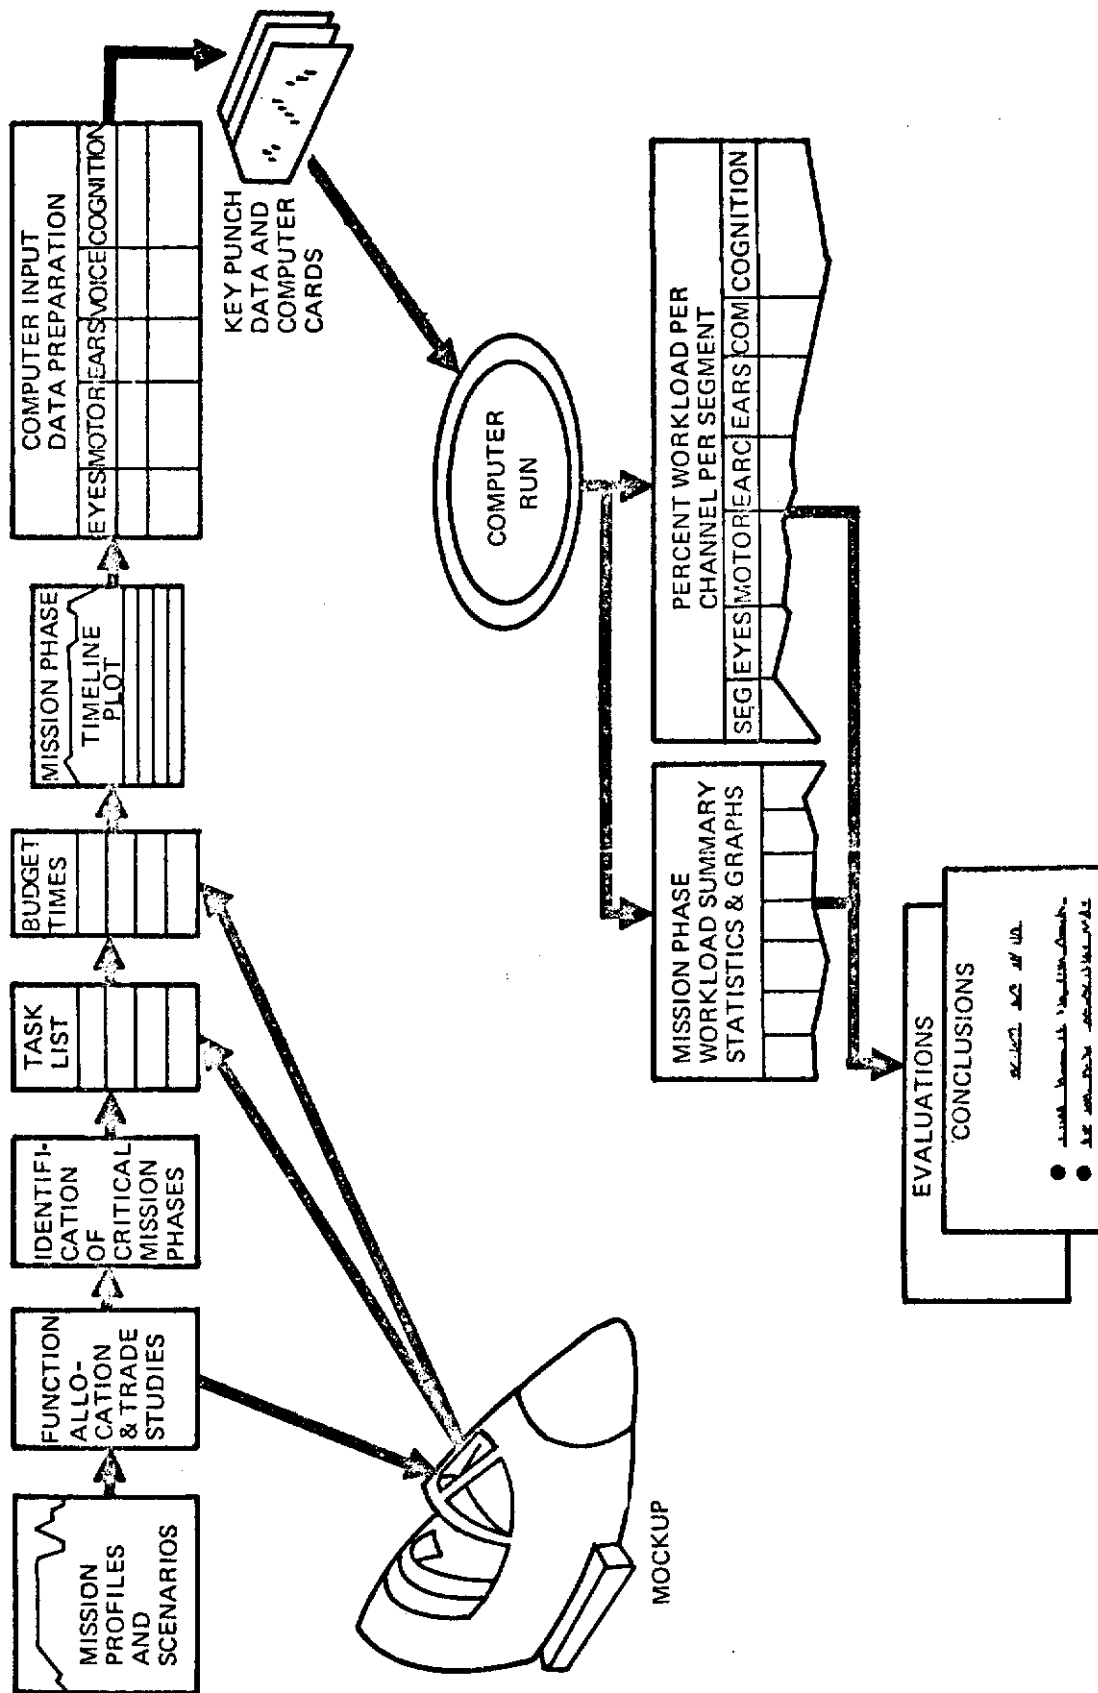 MISSION
PROFILES
AND
SCENARIOS
FUNCTION
ALLO-
CATION
& TRADE
STUDIES
IDENTIFI-
CATION
OF
CRITICAL
MISSION
PHASES
TASK
LIST
BUDGET
TIMES
MISSION PHASE
TIMELINE
PLOT
COMPUTER INPUT
DATA PREPARATION
EYES MOTOR EARS VOICE COGNITION
KEY PUNCH
DATA AND
COMPUTER
CARDS
MOCKUP
COMPUTER
RUN
MISSION PHASE
WORKLOAD SUMMARY
STATISTICS & GRAPHS
PERCENT WORKLOAD PER
CHANNEL PER SEGMENT
SEG EYES MOTOR EARC EARS COM COGNITION
EVALUATIONS
CONCLUSIONS